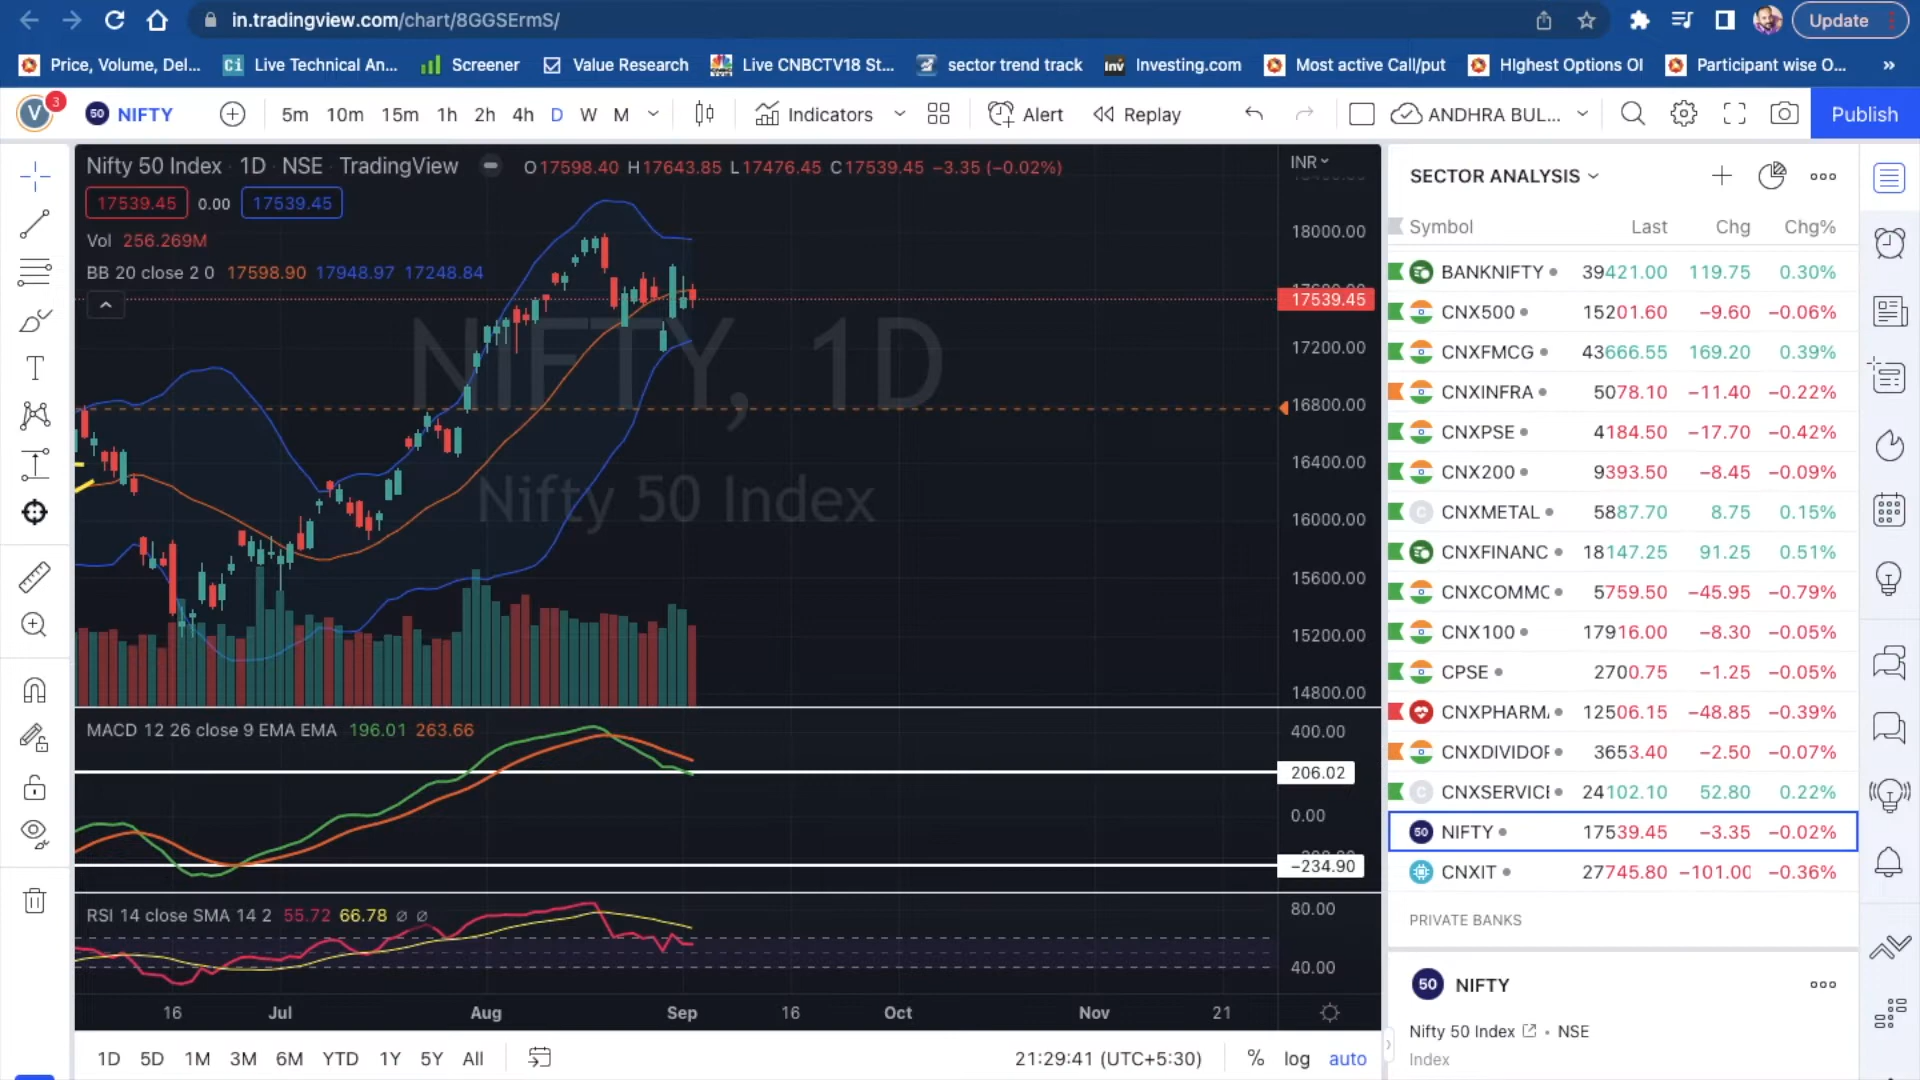 in.tradingview.com/chart/8GGSErmS/
Update
Price, Volume, Del...
Live Technical An...
Screener
Value Research
Live CNBCTV18 St...
sector trend track
Investing.com
Most active Call/put
HIghest Options OI
Participant wise O...
»
V 3
50 NIFTY
5m 10m 15m 1h 2h 4h D W M
Indicators
Alert
Replay
ANDHRA BUL...
Publish
Nifty 50 Index · 1D · NSE TradingView
O17598.40 H17643.85 L17476.45 C17539.45 −3.35 (−0.02%)
17539.45 0.00 17539.45
Vol 256.269M
BB 20 close 2 0 17598.90 17948.97 17248.84
NIFTY, 1D
Nifty 50 Index
INR
18000.00
17539.45
17200.00
16800.00
16400.00
16000.00
15600.00
15200.00
14800.00
MACD 12 26 close 9 EMA EMA 196.01 263.66
400.00
206.02
0.00
−234.90
RSI 14 close SMA 14 2 55.72 66.78 ∅ ∅
80.00
40.00
16 Jul Aug Sep 16 Oct Nov 21
1D 5D 1M 3M 6M YTD 1Y 5Y All
21:29:41 (UTC+5:30) % log auto
SECTOR ANALYSIS
Symbol Last Chg Chg%
BANKNIFTY 39421.00 119.75 0.30%
CNX500 15201.60 −9.60 −0.06%
CNXFMCG 43666.55 169.20 0.39%
CNXINFRA 5078.10 −11.40 −0.22%
CNXPSE 4184.50 −17.70 −0.42%
CNX200 9393.50 −8.45 −0.09%
C CNXMETAL 5887.70 8.75 0.15%
CNXFINANC 18147.25 91.25 0.51%
CNXCOMMO 5759.50 −45.95 −0.79%
CNX100 17916.00 −8.30 −0.05%
CPSE 2700.75 −1.25 −0.05%
CNXPHARMA 12506.15 −48.85 −0.39%
CNXDIVIDOP 3653.40 −2.50 −0.07%
C CNXSERVICE 24102.10 52.80 0.22%
50 NIFTY 17539.45 −3.35 −0.02%
CNXIT 27745.80 −101.00 −0.36%
PRIVATE BANKS
50 NIFTY
Nifty 50 Index • NSE
Index